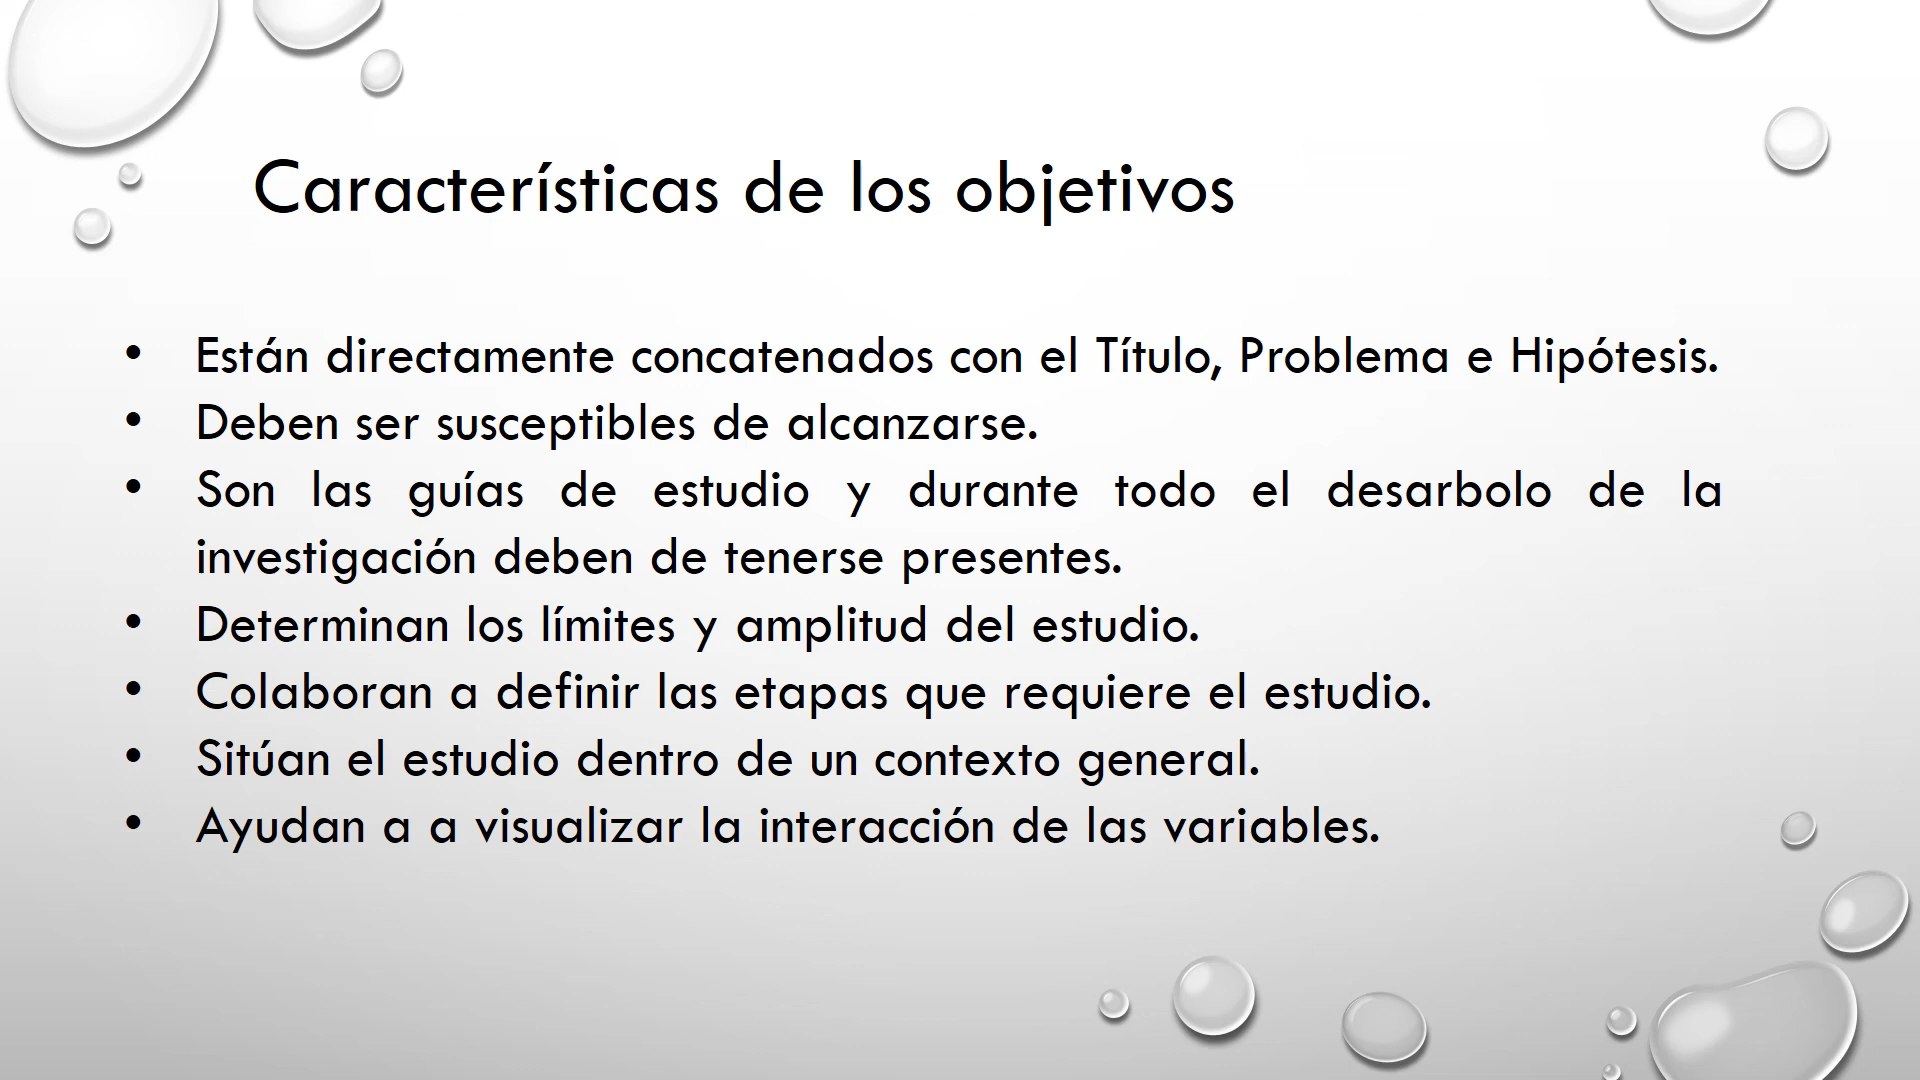 Características de los objetivos
• Están directamente concatenados con el Título, Problema e Hipótesis.
• Deben ser susceptibles de alcanzarse.
• Son las guías de estudio y durante todo el desarbolo de la
investigación deben de tenerse presentes.
• Determinan los límites y amplitud del estudio.
• Colaboran a definir las etapas que requiere el estudio.
• Sitúan el estudio dentro de un contexto general.
• Ayudan a a visualizar la interacción de las variables.